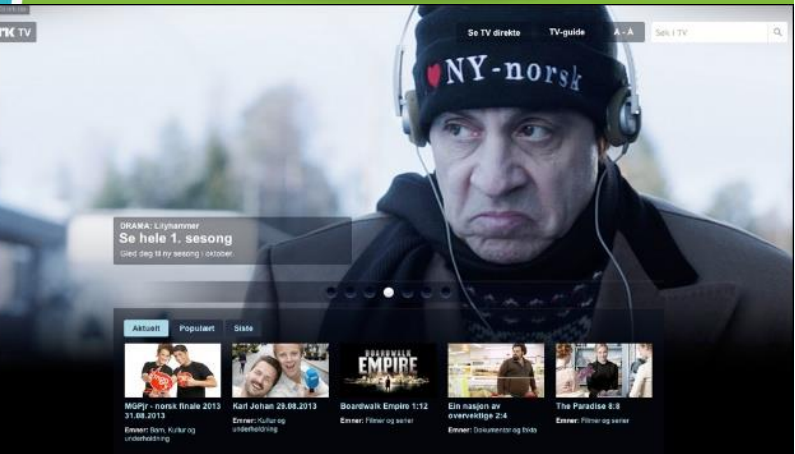 TV
Se TV direkte
TV-guide
A - Å
Søk i TV
NY-norsk
DRAMA: Lilyhammer
Se hele 1. sesong
Gled deg til ny sesong i oktober.
Aktuelt
Populært
Siste
MGPjr - norsk finale 2013
31.08.2013
Emner: Barn, Kultur og
underholdning
Karl Johan 29.08.2013
Emner: Kultur og
underholdning
BOARDWALK
EMPIRE
Boardwalk Empire 1:12
Emner: Filmer og serier
Ein nasjon av
overvektige 2:4
Emner: Dokumentar og fakta
The Paradise 8:8
Emner: Filmer og serier